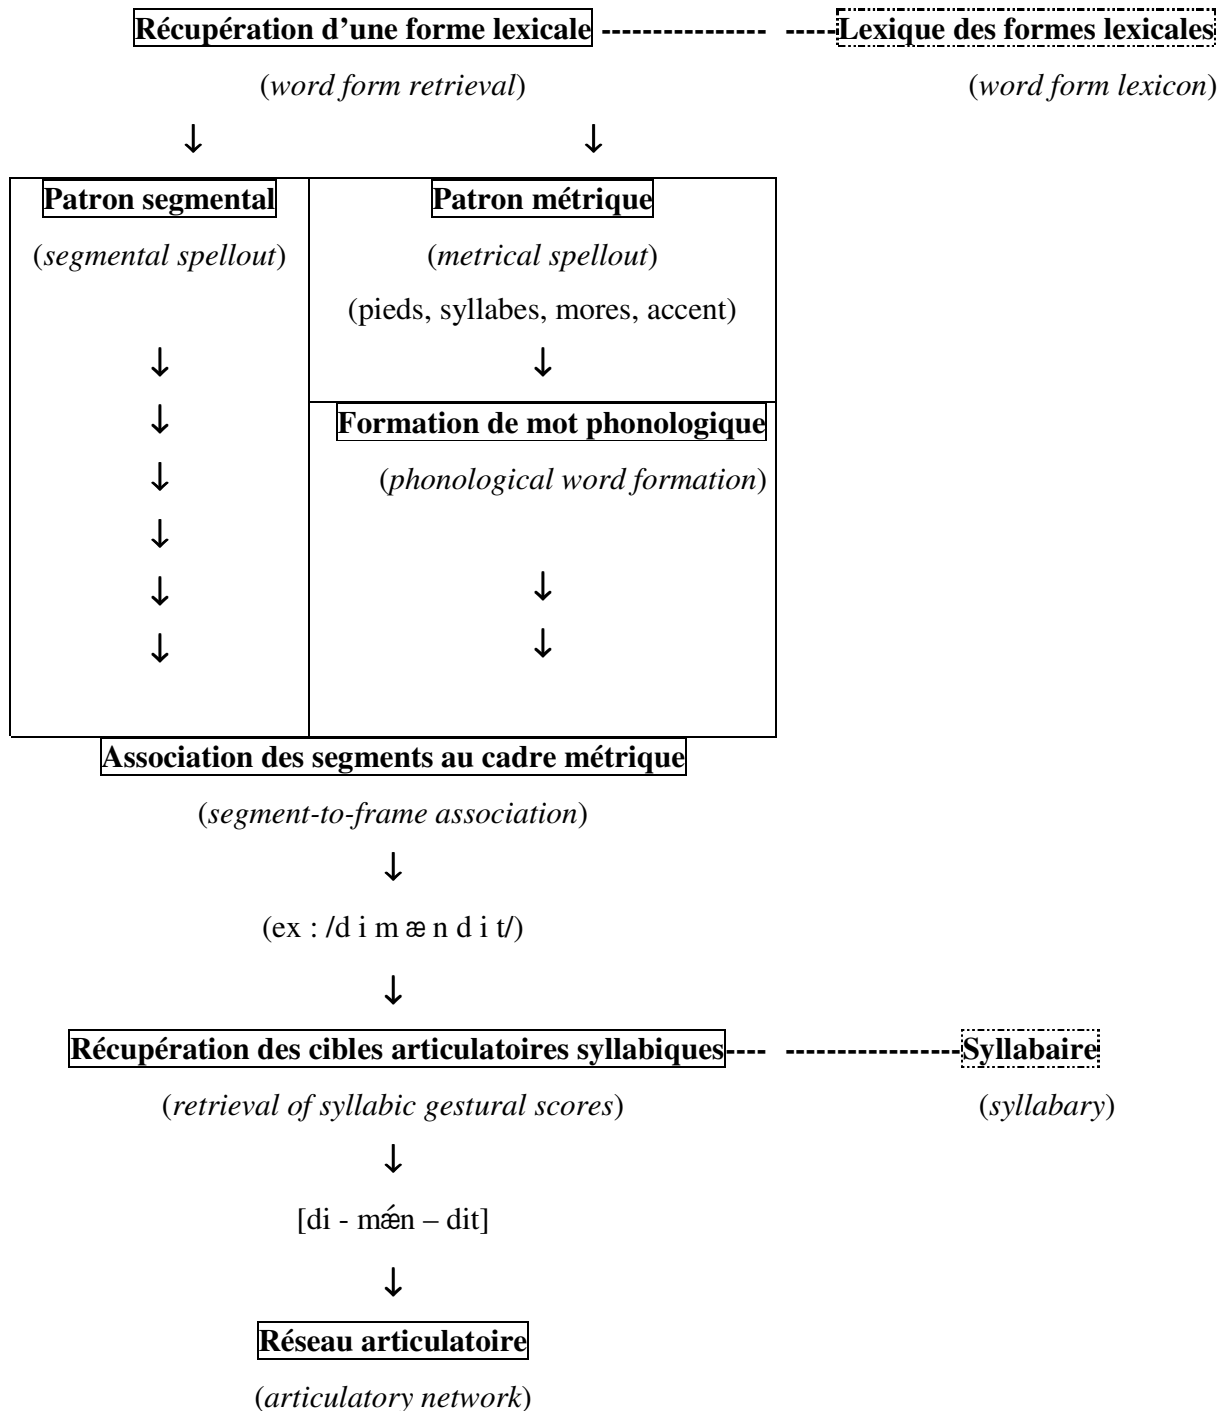 Récupération d’une forme lexicale --------------- -----Lexique des formes lexicales
(word form retrieval) (word form lexicon)
↓ ↓
Patron segmental Patron métrique
(segmental spellout) (metrical spellout)
(pieds, syllabes, mores, accent)
↓ ↓
↓ Formation de mot phonologique
↓ (phonological word formation)
↓
↓ ↓
↓ ↓
Association des segments au cadre métrique
(segment-to-frame association)
↓
(ex : /d i m æ n d i t/)
↓
Récupération des cibles articulatoires syllabiques---- -----------------Syllabaire
(retrieval of syllabic gestural scores) (syllabary)
↓
[di - mǽn – dit]
↓
Réseau articulatoire
(articulatory network)